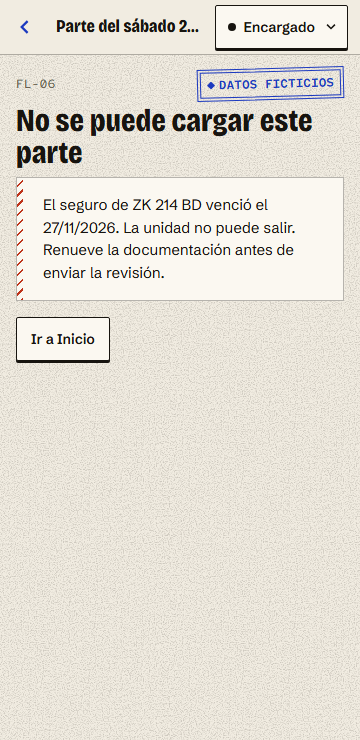 Parte del sábado 2...
Encargado
FL-06
DATOS FICTICIOS
No se puede cargar este
parte
El seguro de ZK 214 BD venció el
27/11/2026. La unidad no puede salir.
Renueve la documentación antes de
enviar la revisión.
Ir a Inicio